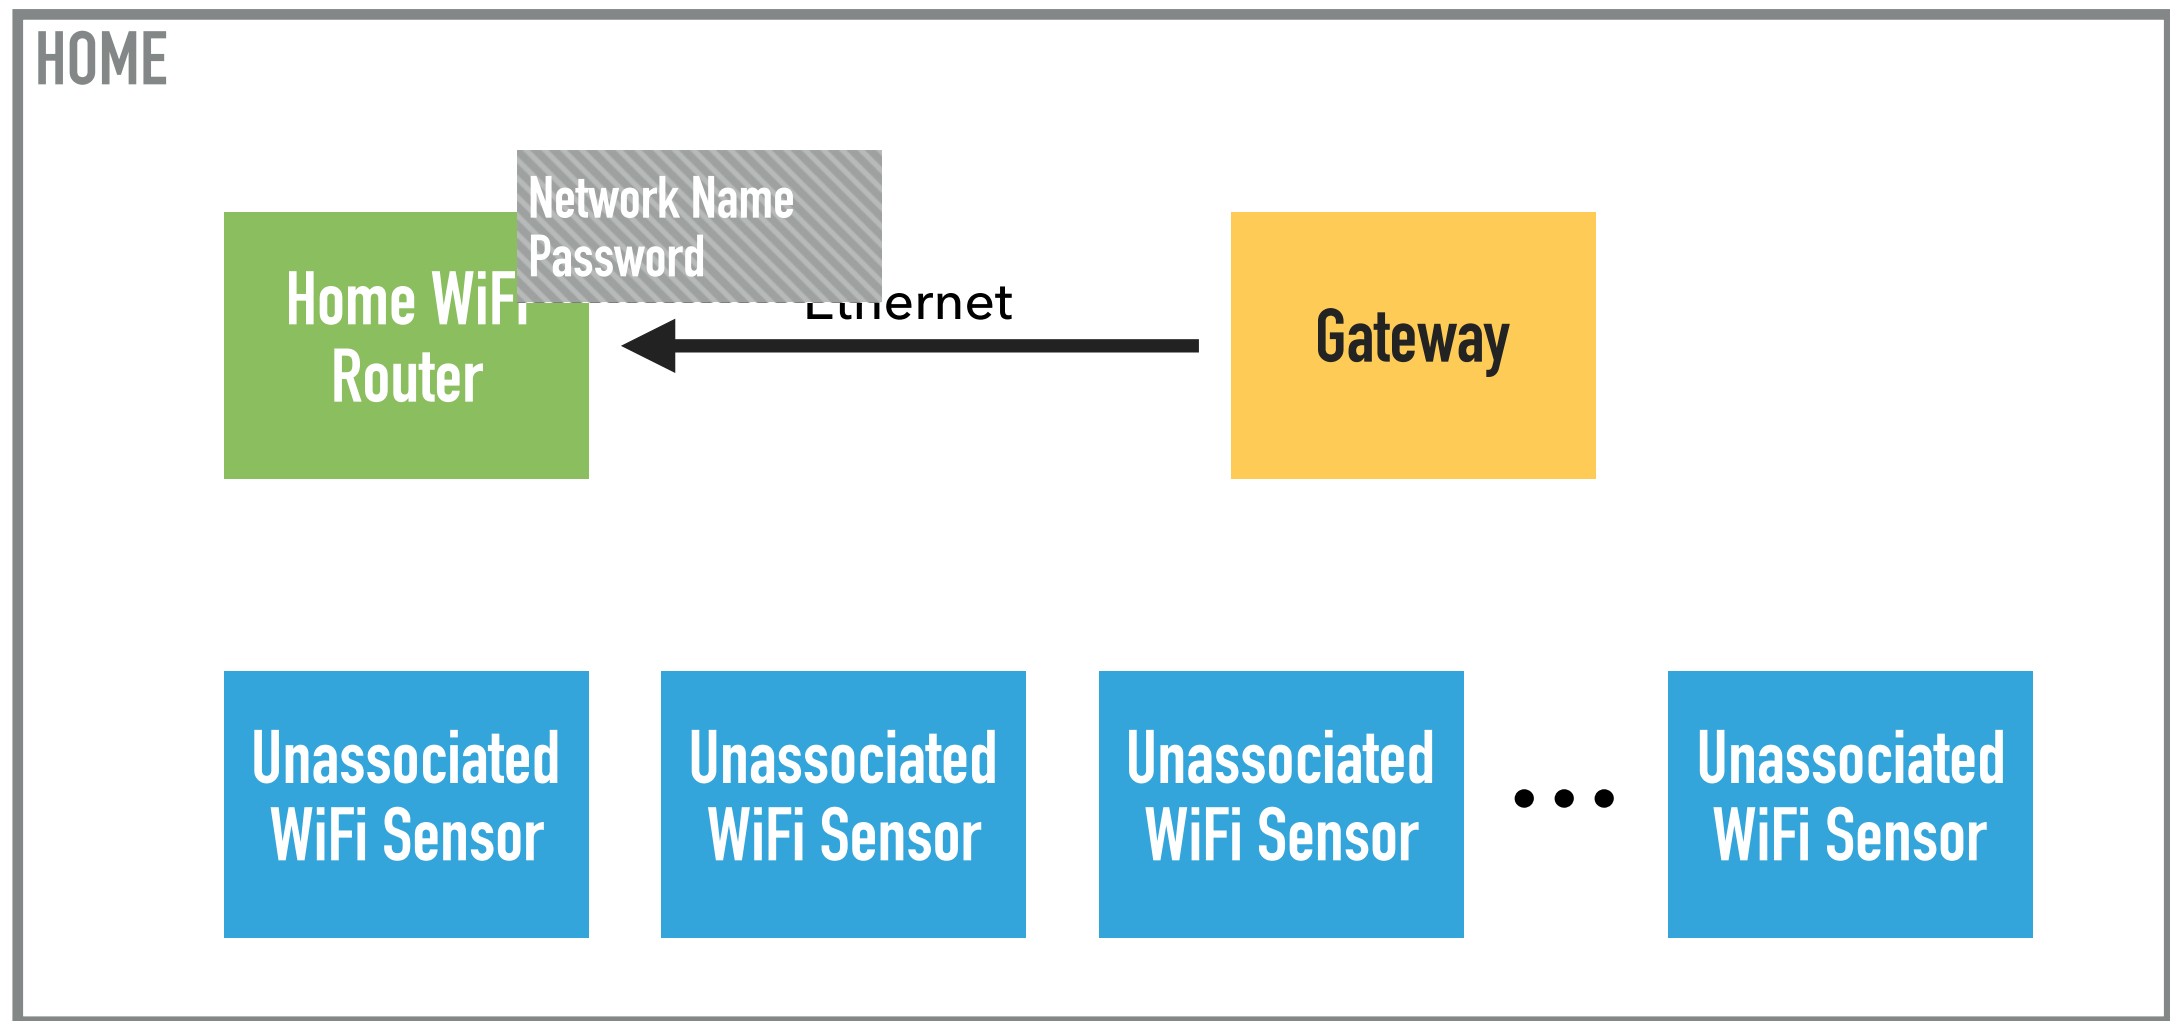 HOME
Network Name
Password
Home WiFi
Router
Ethernet
Gateway
Unassociated
WiFi Sensor
Unassociated
WiFi Sensor
Unassociated
WiFi Sensor
...
Unassociated
WiFi Sensor